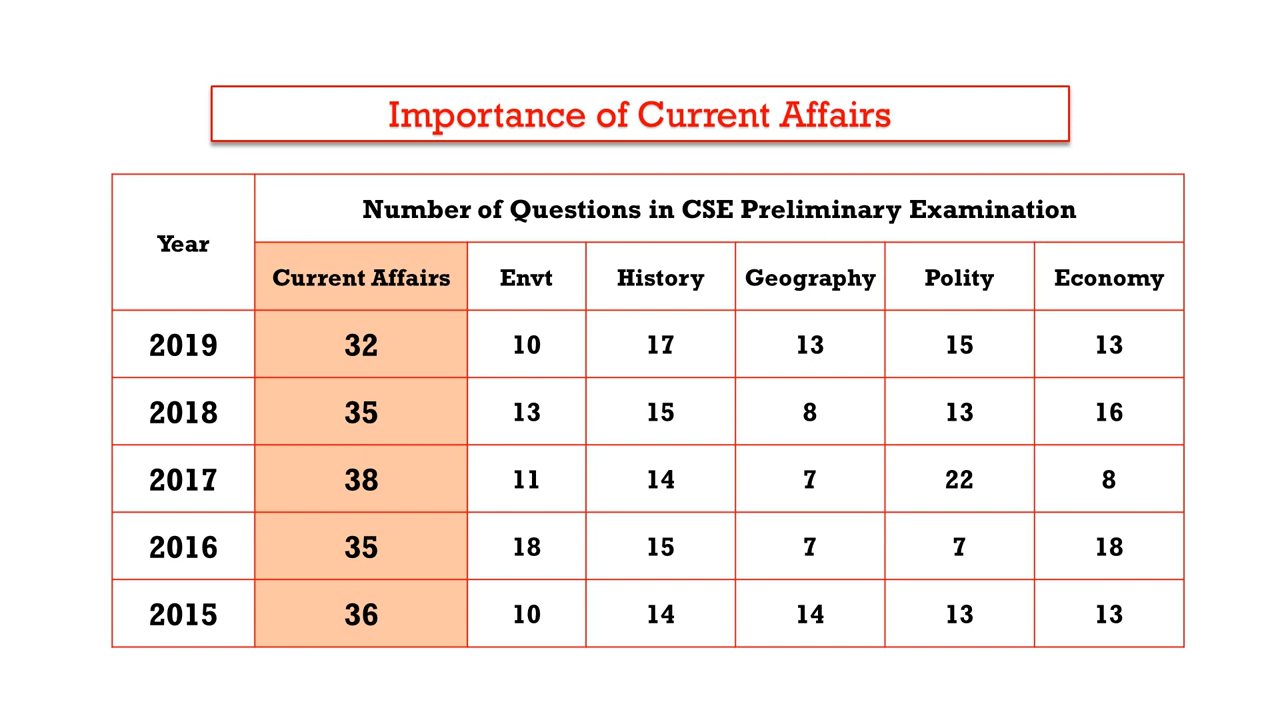 Importance of Current Affairs
Year
Number of Questions in CSE Preliminary Examination
Current Affairs Envt History Geography Polity Economy
2019 32 10 17 13 15 13
2018 35 13 15 8 13 16
2017 38 11 14 7 22 8
2016 35 18 15 7 7 18
2015 36 10 14 14 13 13